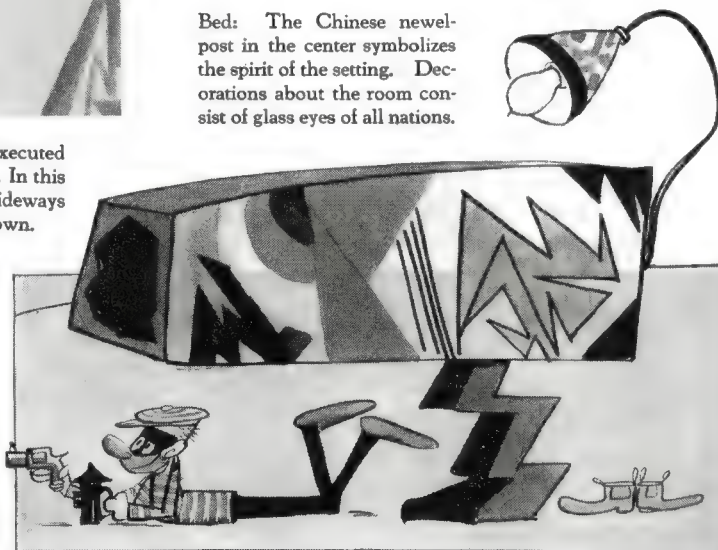 Bed: The Chinese newel-
post in the center symbolizes
the spirit of the setting. Dec-
orations about the room con-
sist of glass eyes of all nations.
xecuted
In this
ideways
own.